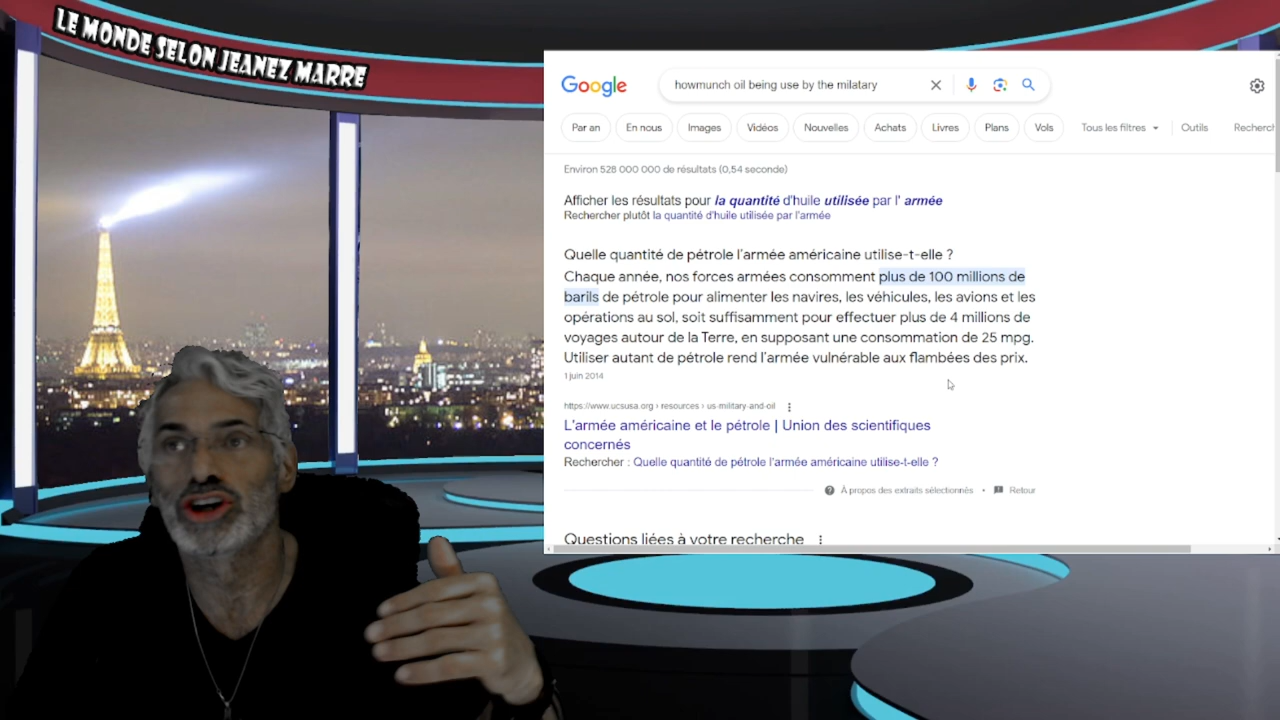 LE MONDE SELON JEANEZ MARRE
Google
howmunch oil being use by the milatary
Par an En nous Images Vidéos Nouvelles Achats Livres Plans Vols Tous les filtres Outils Recherc
Environ 528 000 000 de résultats (0,54 seconde)
Afficher les résultats pour la quantité d'huile utilisée par l' armée
Rechercher plutôt la quantité d'huile utilisée par l'armée
Quelle quantité de pétrole l'armée américaine utilise-t-elle ?
Chaque année, nos forces armées consomment plus de 100 millions de
barils de pétrole pour alimenter les navires, les véhicules, les avions et les
opérations au sol, soit suffisamment pour effectuer plus de 4 millions de
voyages autour de la Terre, en supposant une consommation de 25 mpg.
Utiliser autant de pétrole rend l'armée vulnérable aux flambées des prix.
1 juin 2014
https://www.ucsusa.org › resources › us-military-and-oil
L'armée américaine et le pétrole | Union des scientifiques
concernés
Rechercher : Quelle quantité de pétrole l'armée américaine utilise-t-elle ?
À propos des extraits sélectionnés • Retour
Questions liées à votre recherche